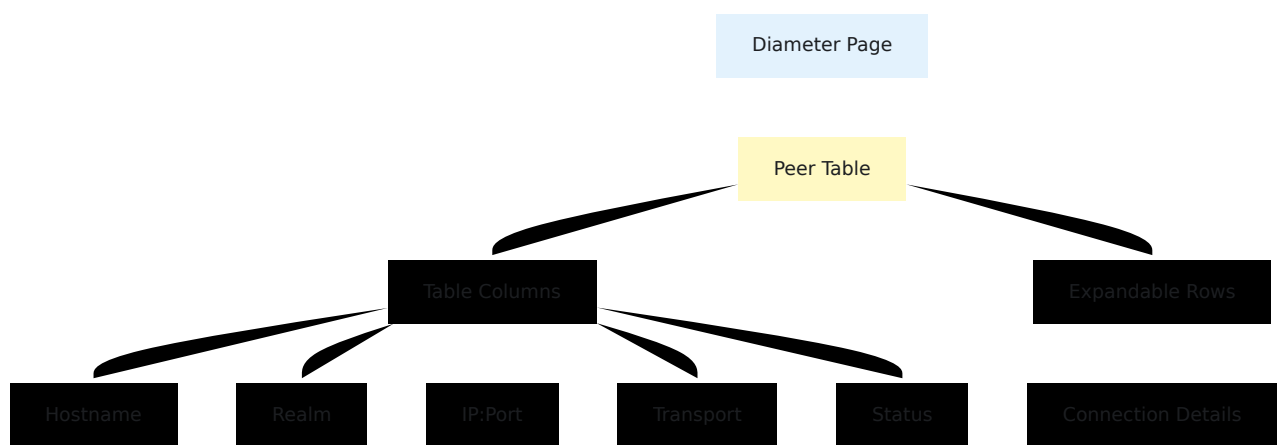 Diameter Page
Peer Table
Table Columns
Expandable Rows
Hostname
Realm
IP:Port
Transport
Status
Connection Details